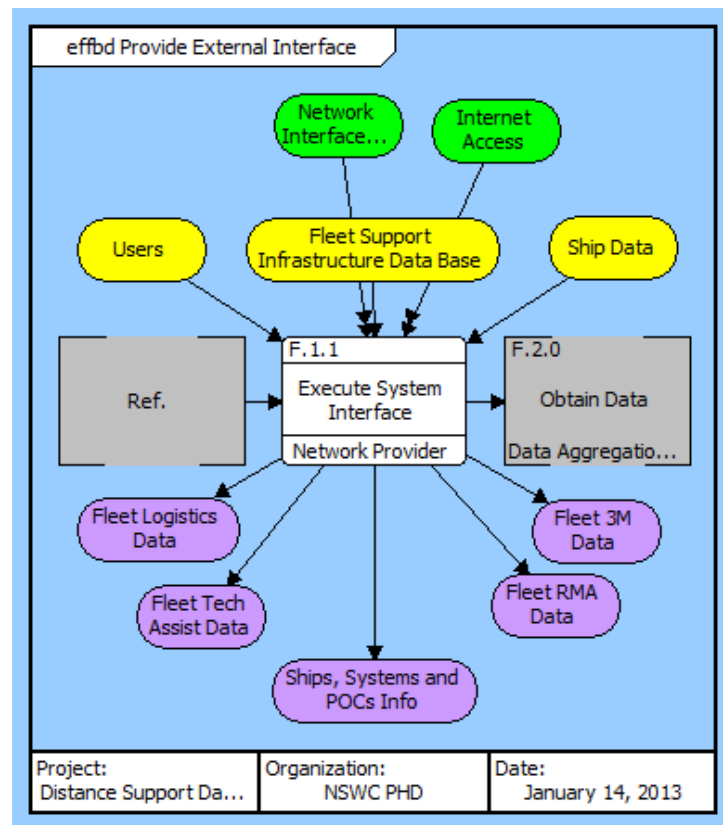 effbd Provide External Interface
Network
Interface...
Internet
Access
Users
Fleet Support
Infrastructure Data Base
Ship Data
Ref.
F.1.1
Execute System
Interface
Network Provider
F.2.0
Obtain Data
Data Aggregatio...
Fleet Logistics
Data
Fleet 3M
Data
Fleet Tech
Assist Data
Fleet RMA
Data
Ships, Systems and
POCs Info
Project:
Distance Support Da...
Organization:
NSWC PHD
Date:
January 14, 2013